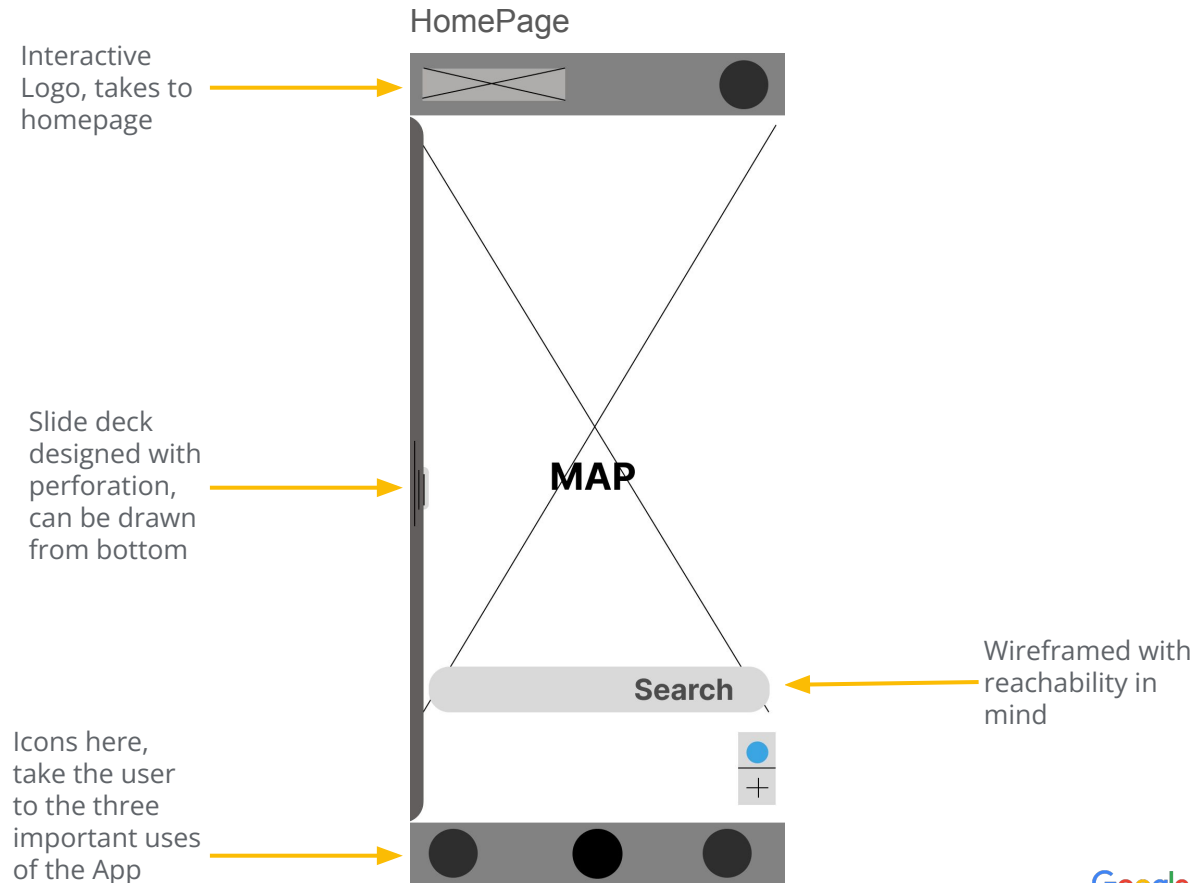 HomePage
Interactive
Logo, takes to
homepage
Slide deck
designed with
perforation,
can be drawn
from bottom
MAP
Search
Wireframed with
reachability in
mind
Icons here,
take the user
to the three
important uses
of the App
Google